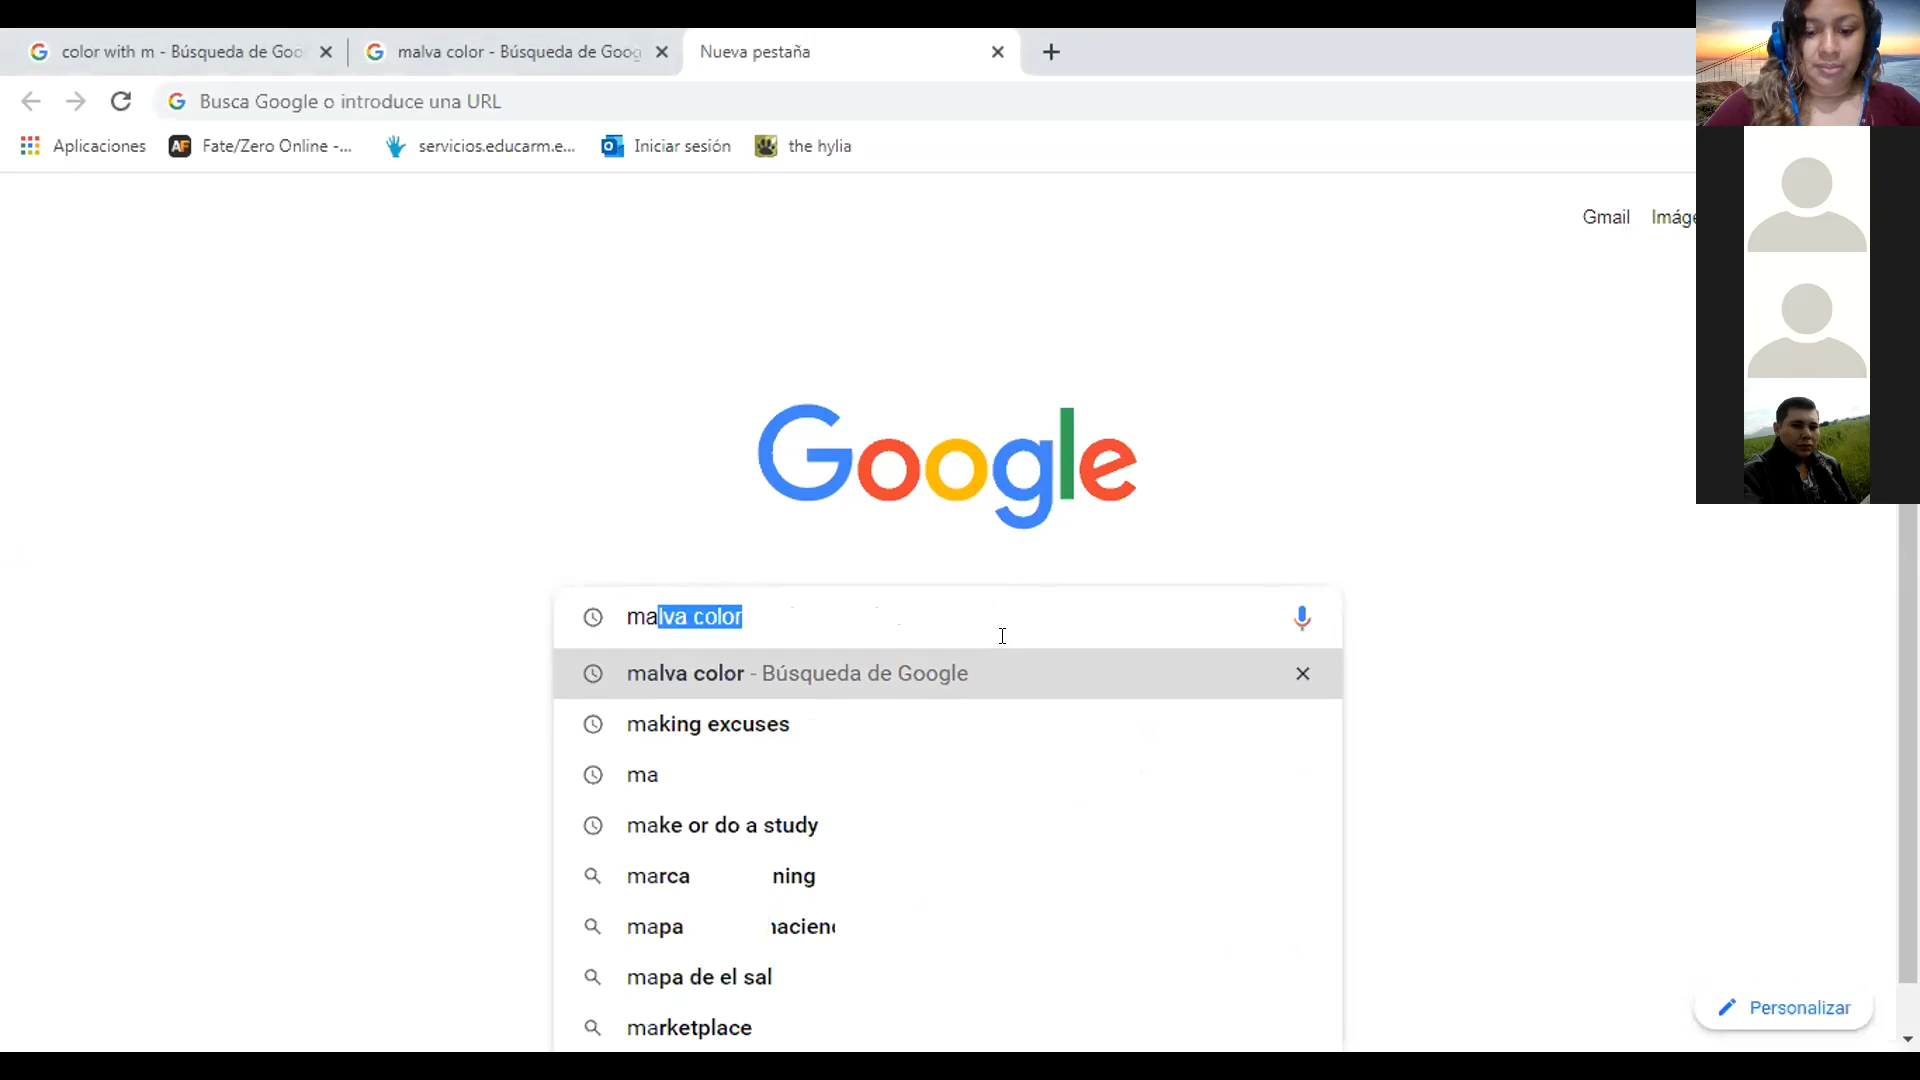 color with m - Búsqueda de Goo
malva color - Búsqueda de Goog
Nueva pestaña
Busca Google o introduce una URL
Aplicaciones
AF
Fate/Zero Online -...
servicios.educarm.e...
Iniciar sesión
the hylia
Gmail
Google
malva color
malva color - Búsqueda de Google
making excuses
ma
make or do a study
marca
mapa
mapa de el sal
marketplace
Personalizar